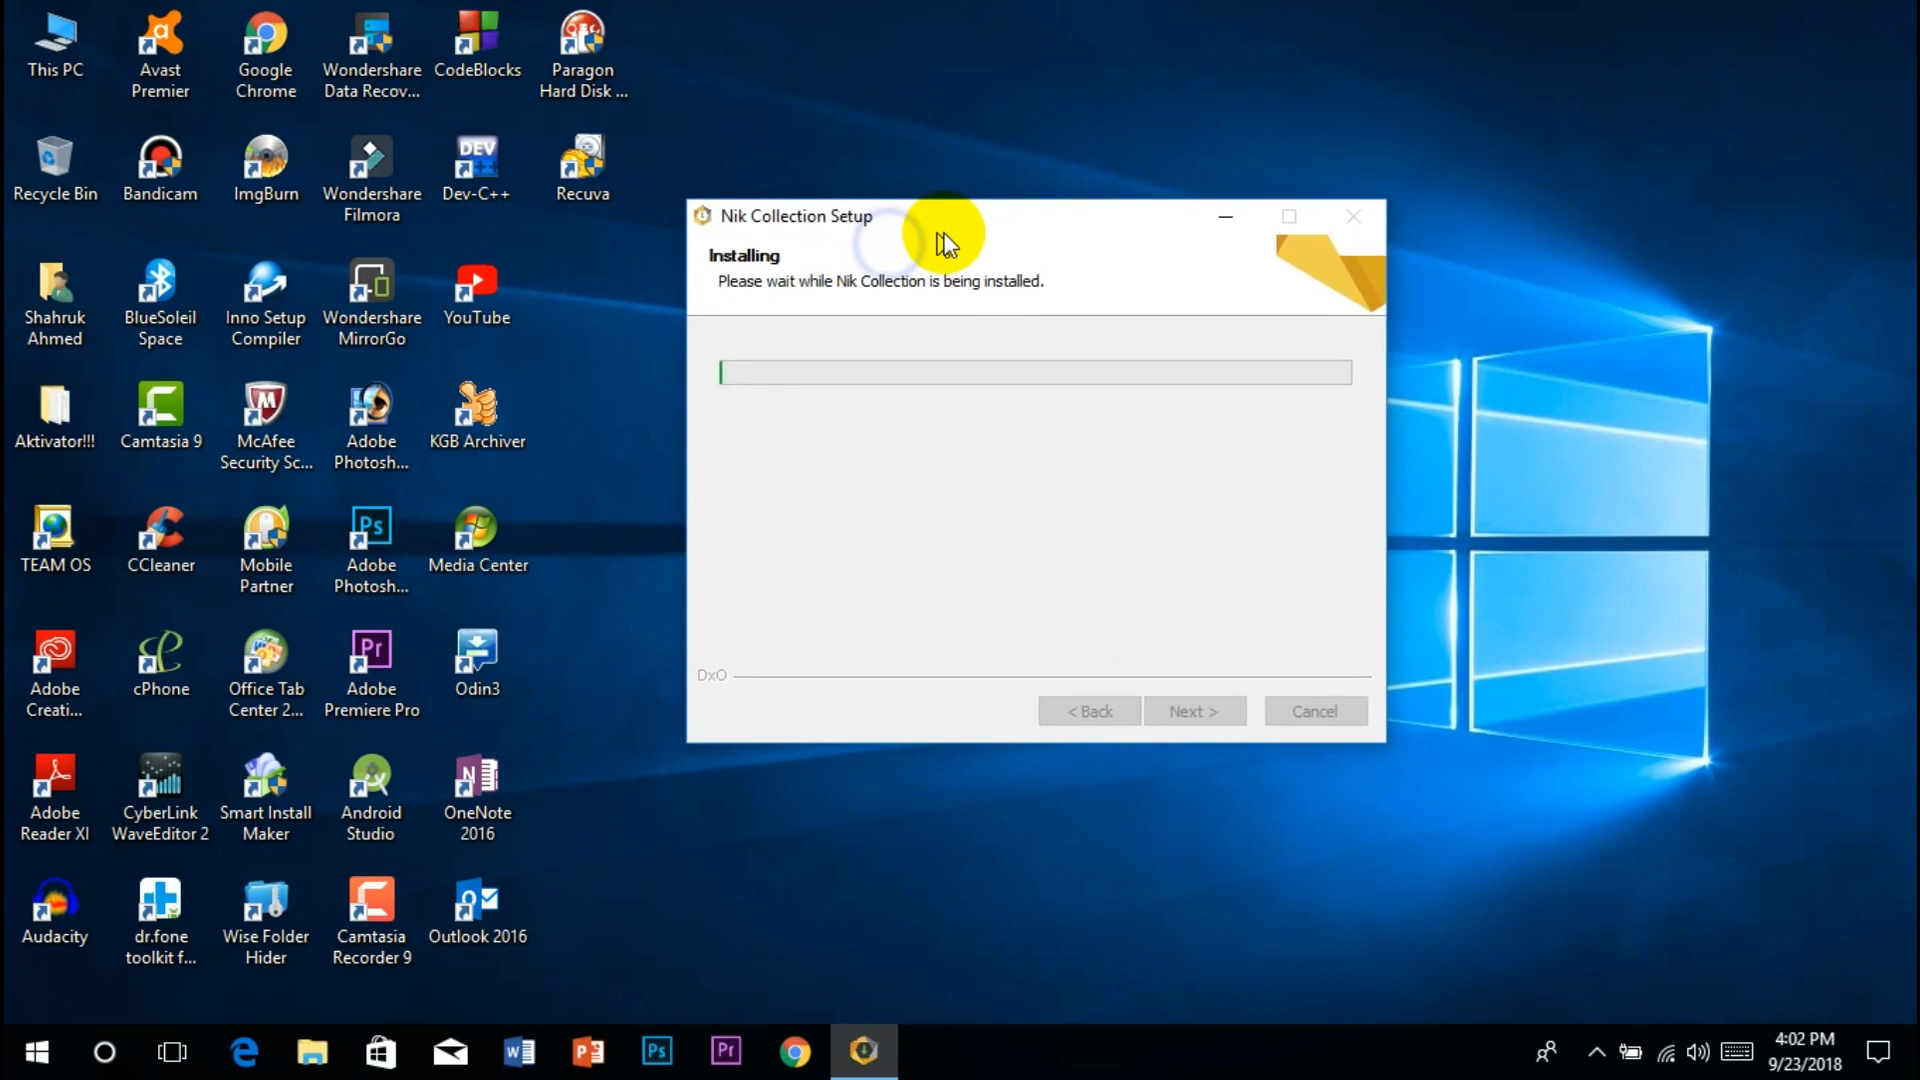 This PC
Avast
Premier
Google
Chrome
Wondershare
Data Recov...
CodeBlocks
Paragon
Hard Disk ...
Recycle Bin
Bandicam
ImgBurn
Wondershare
Filmora
DEV
Dev-C++
Recuva
Shahruk
Ahmed
BlueSoleil
Space
Inno Setup
Compiler
Wondershare
MirrorGo
YouTube
Aktivator!!!
Camtasia 9
McAfee
Security Sc...
Adobe
Photosh...
KGB Archiver
TEAM OS
CCleaner
Mobile
Partner
Ps
Adobe
Photosh...
Media Center
Adobe
Creati...
cPhone
Office Tab
Center 2...
Pr
Adobe
Premiere Pro
Odin3
Adobe
Reader XI
CyberLink
WaveEditor 2
Smart Install
Maker
Android
Studio
OneNote
2016
Audacity
dr.fone
toolkit f...
Wise Folder
Hider
Camtasia
Recorder 9
Outlook 2016
Nik Collection Setup
Installing
Please wait while Nik Collection is being installed.
DxO
< Back
Next >
Cancel
Ps
Pr
4:02 PM
9/23/2018